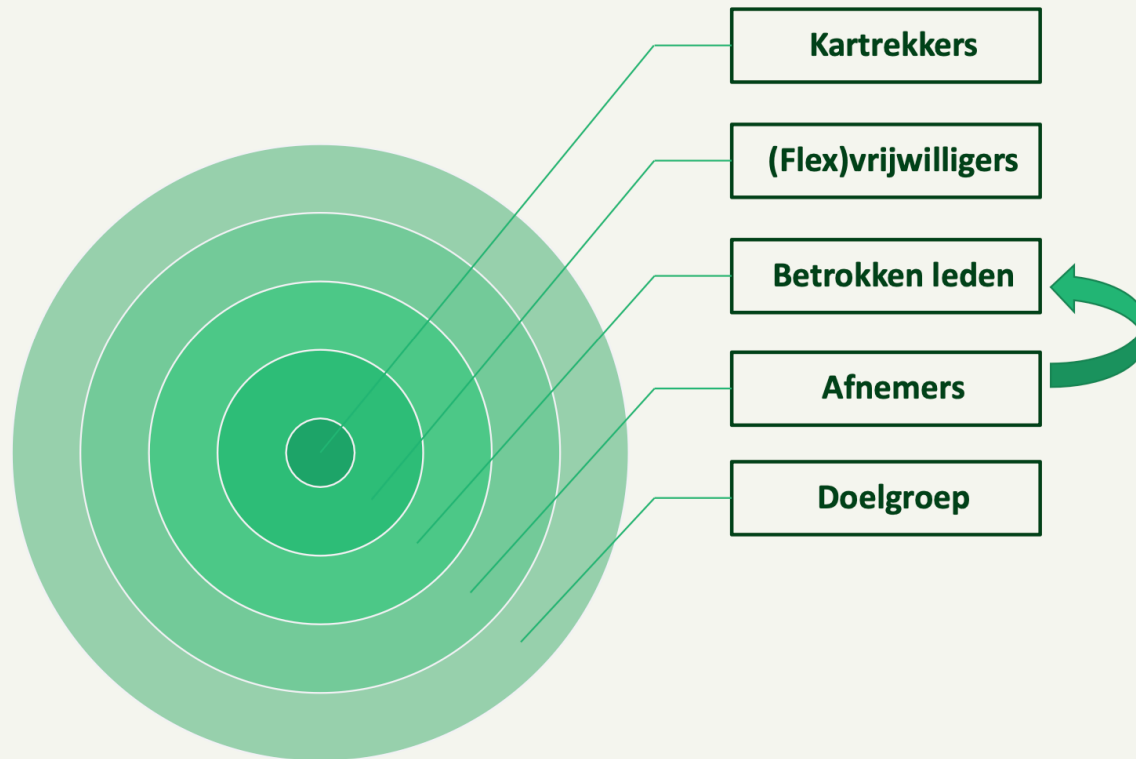 Kartrekkers
(Flex)vrijwilligers
Betrokken leden
Afnemers
Doelgroep